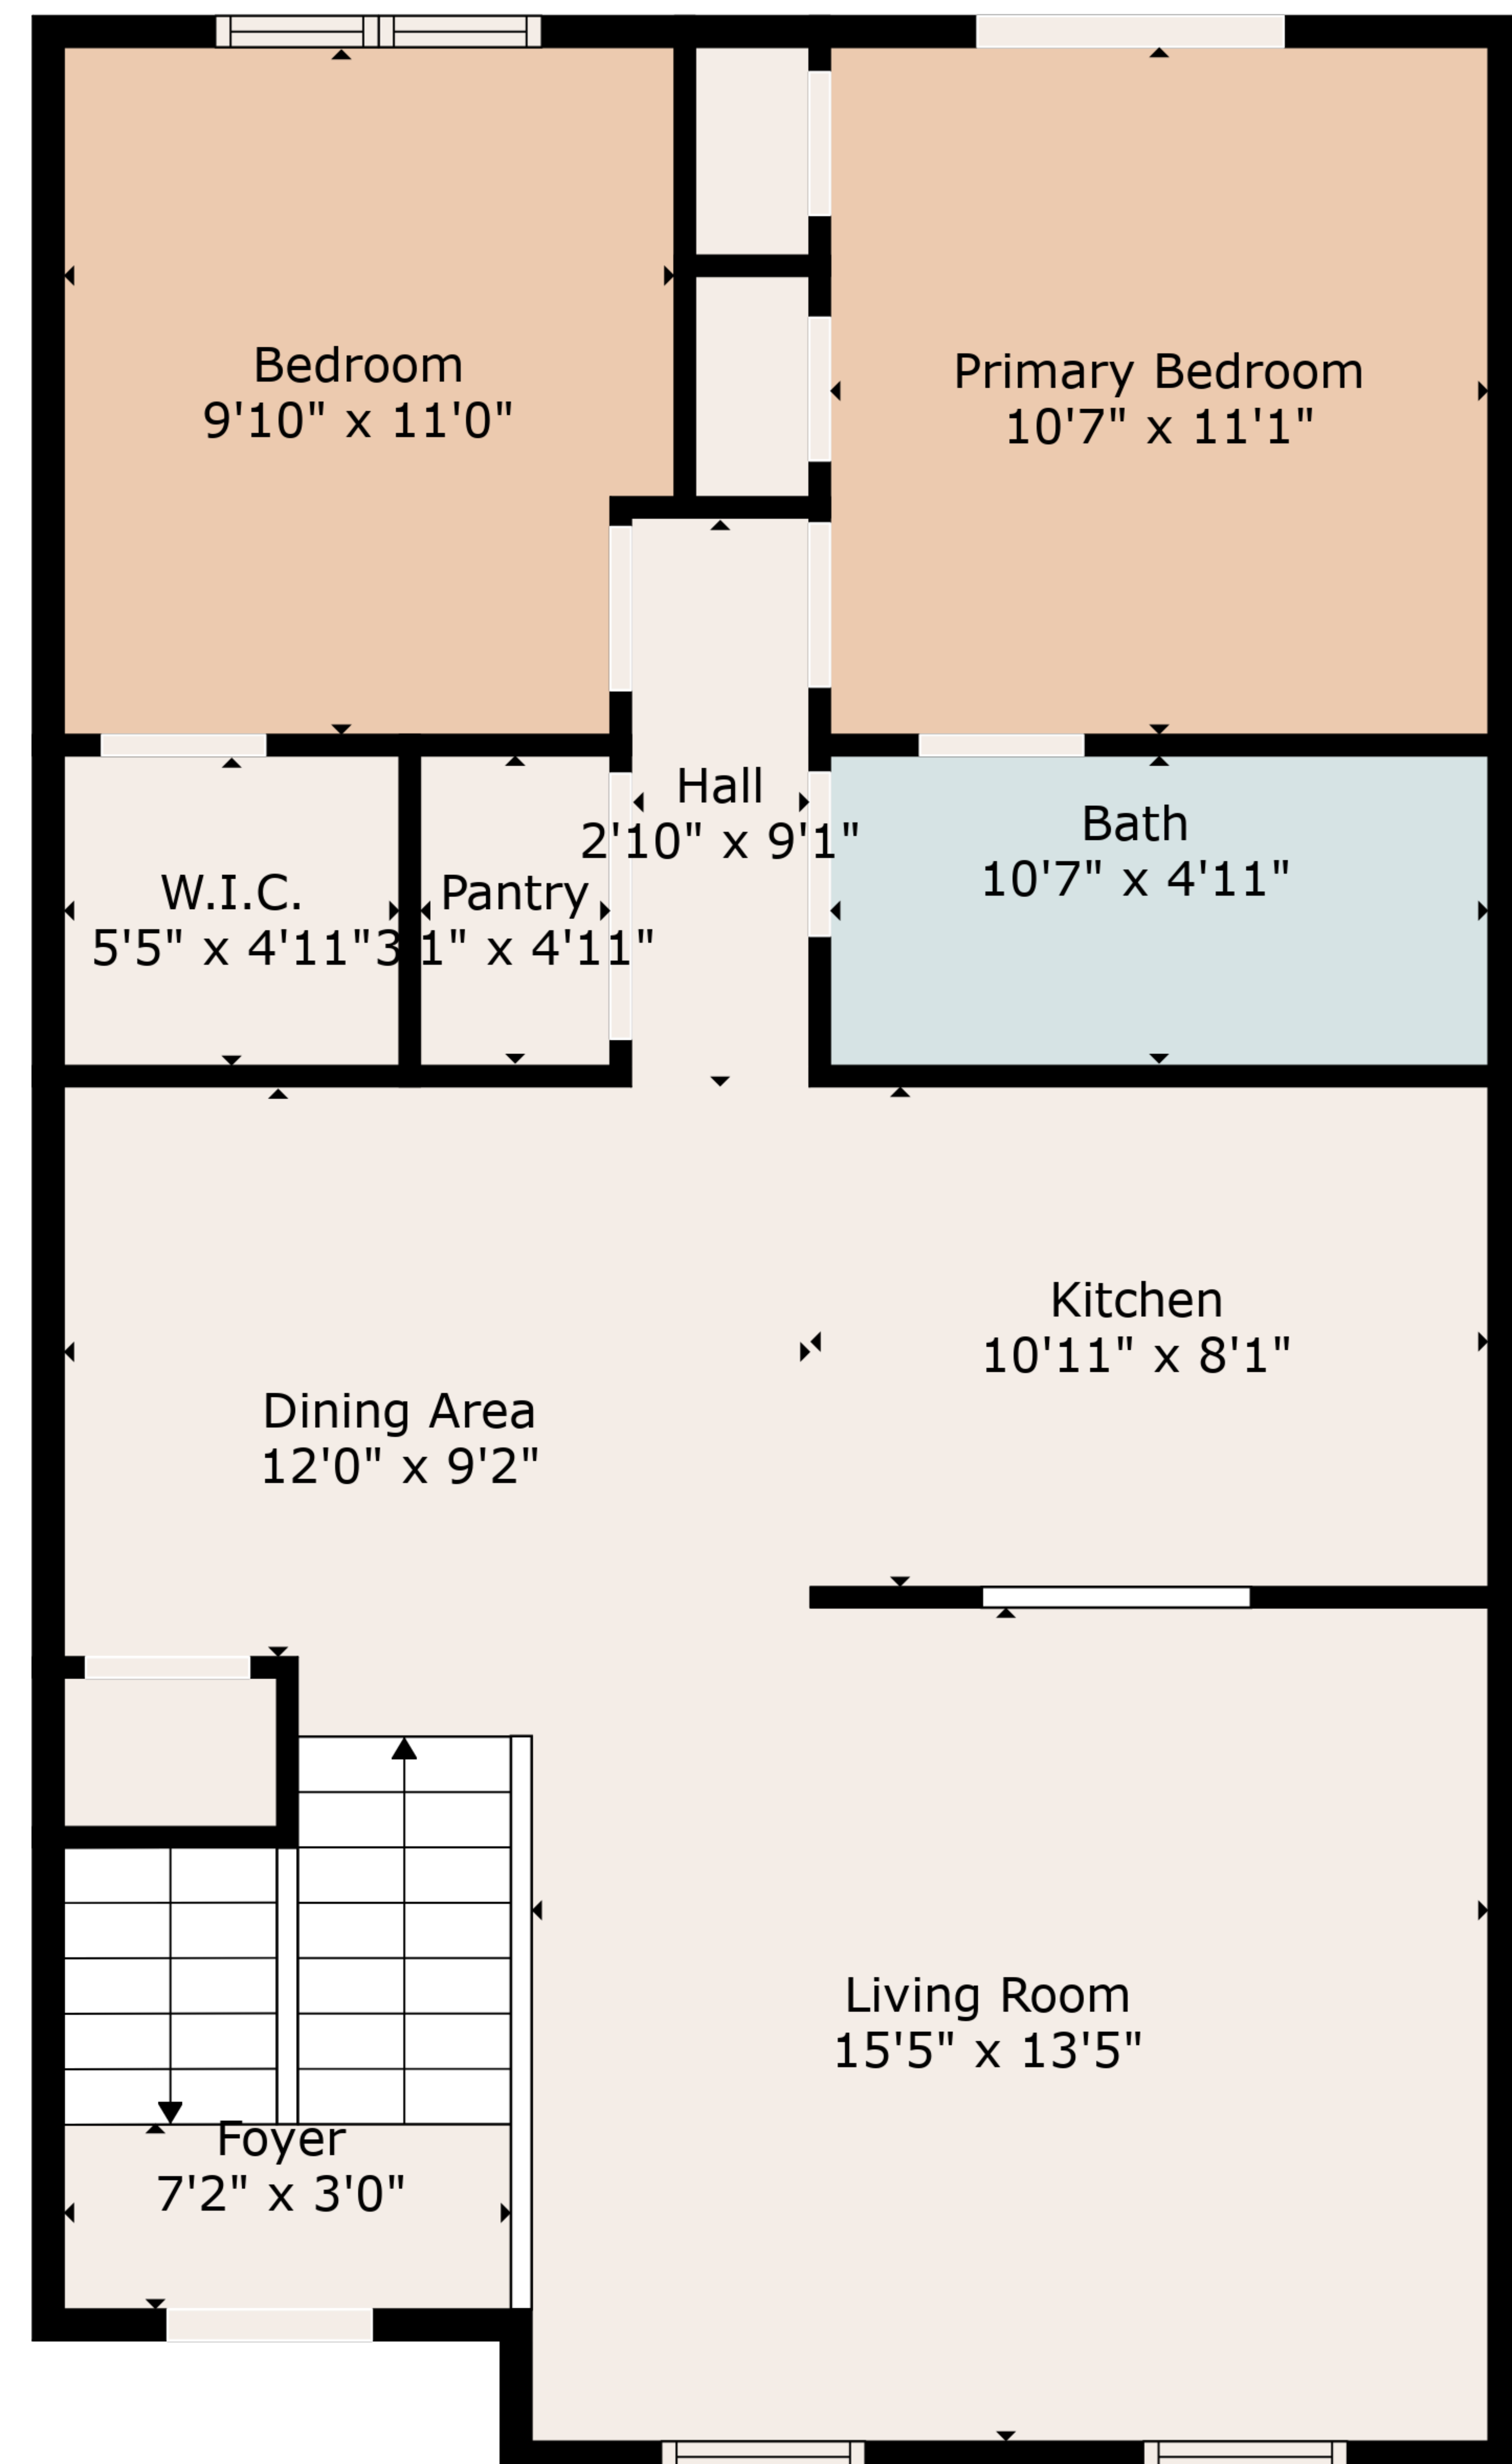 Bedroom
9'10" x 11'0"
Primary Bedroom
10'7" x 11'1"
Hall
2'10" x 9'1"
Bath
10'7" x 4'11"
W.I.C.
5'5" x 4'11"
Pantry
3'1" x 4'11"
Kitchen
10'11" x 8'1"
Dining Area
12'0" x 9'2"
Living Room
15'5" x 13'5"
Foyer
7'2" x 3'0"